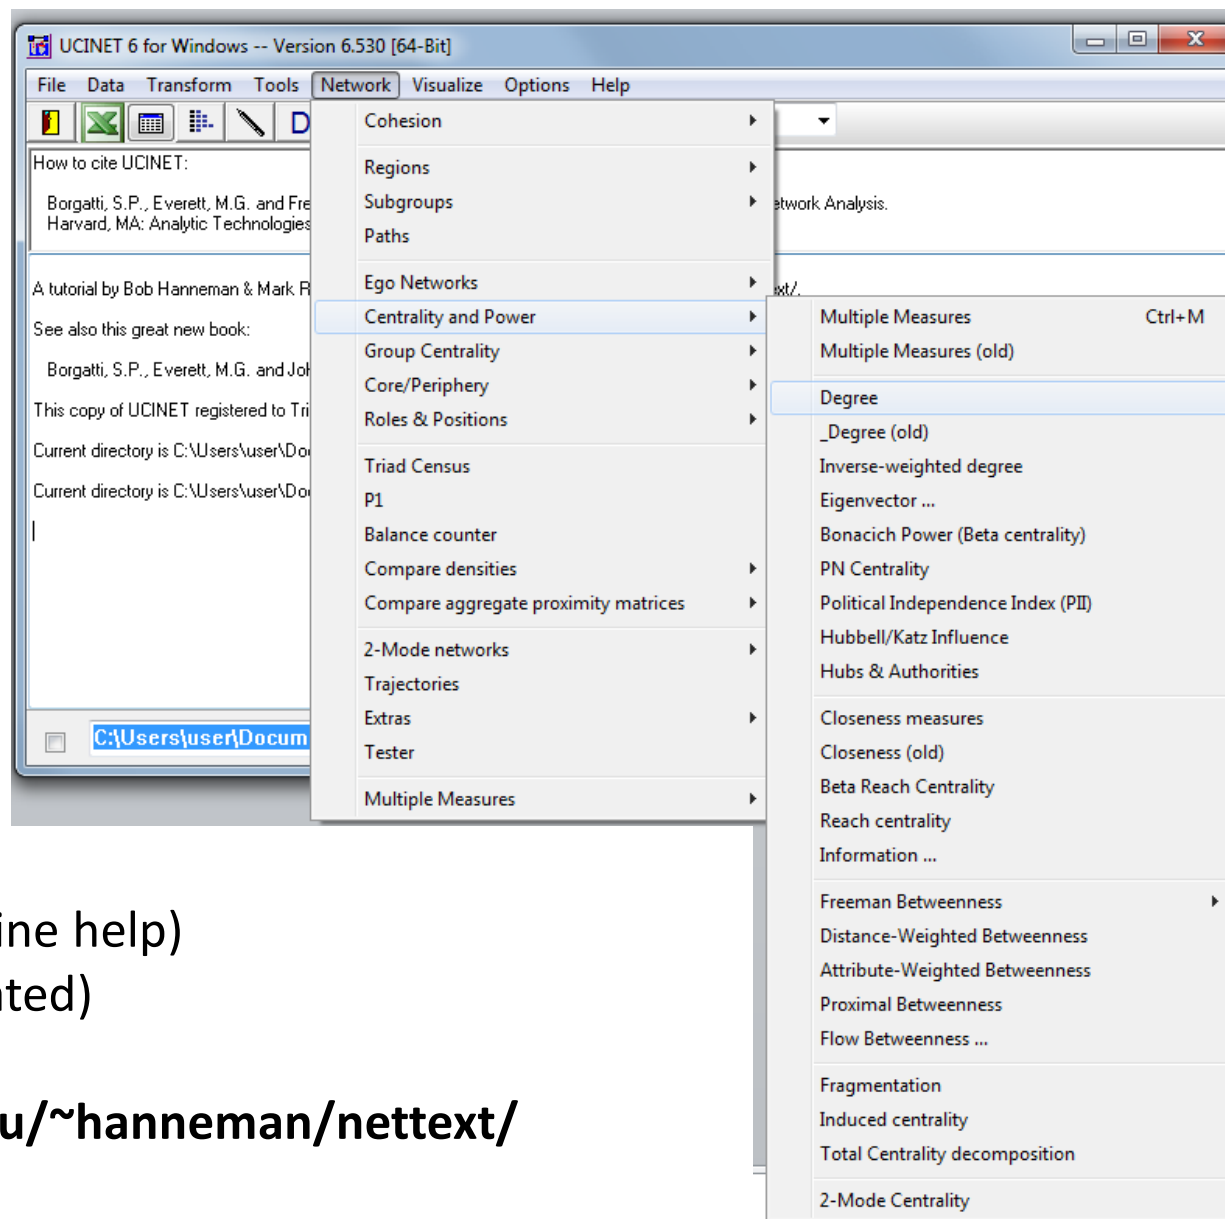 UCINET 6 for Windows -- Version 6.530 [64-Bit]
File Data Transform Tools Network Visualize Options Help
D
How to cite UCINET:
Borgatti, S.P., Everett, M.G. and
Harvard, MA: Analytic Technologies
Analysis.
A tutorial by Bob Hanneman & Mark
See also this great new book:
Borgatti, S.P., Everett, M.G. and
This copy of UCINET registered to
Current directory is C:\Users\user\
Current directory is C:\Users\user\
C:\Users\user\Docum
Cohesion
Regions
Subgroups
Paths
Ego Networks
Centrality and Power
Group Centrality
Core/Periphery
Roles & Positions
Triad Census
P1
Balance counter
Compare densities
Compare aggregate proximity matrices
2-Mode networks
Trajectories
Extras
Tester
Multiple Measures
Multiple Measures Ctrl+M
Multiple Measures (old)
Degree
_Degree (old)
Inverse-weighted degree
Eigenvector ...
Bonacich Power (Beta centrality)
PN Centrality
Political Independence Index (PII)
Hubbell/Katz Influence
Hubs & Authorities
Closeness measures
Closeness (old)
Beta Reach Centrality
Reach centrality
Information ...
Freeman Betweenness
Distance-Weighted Betweenness
Attribute-Weighted Betweenness
Proximal Betweenness
Flow Betweenness ...
Fragmentation
Induced centrality
Total Centrality decomposition
2-Mode Centrality
ine help)
ated)
u/~hanneman/nettext/